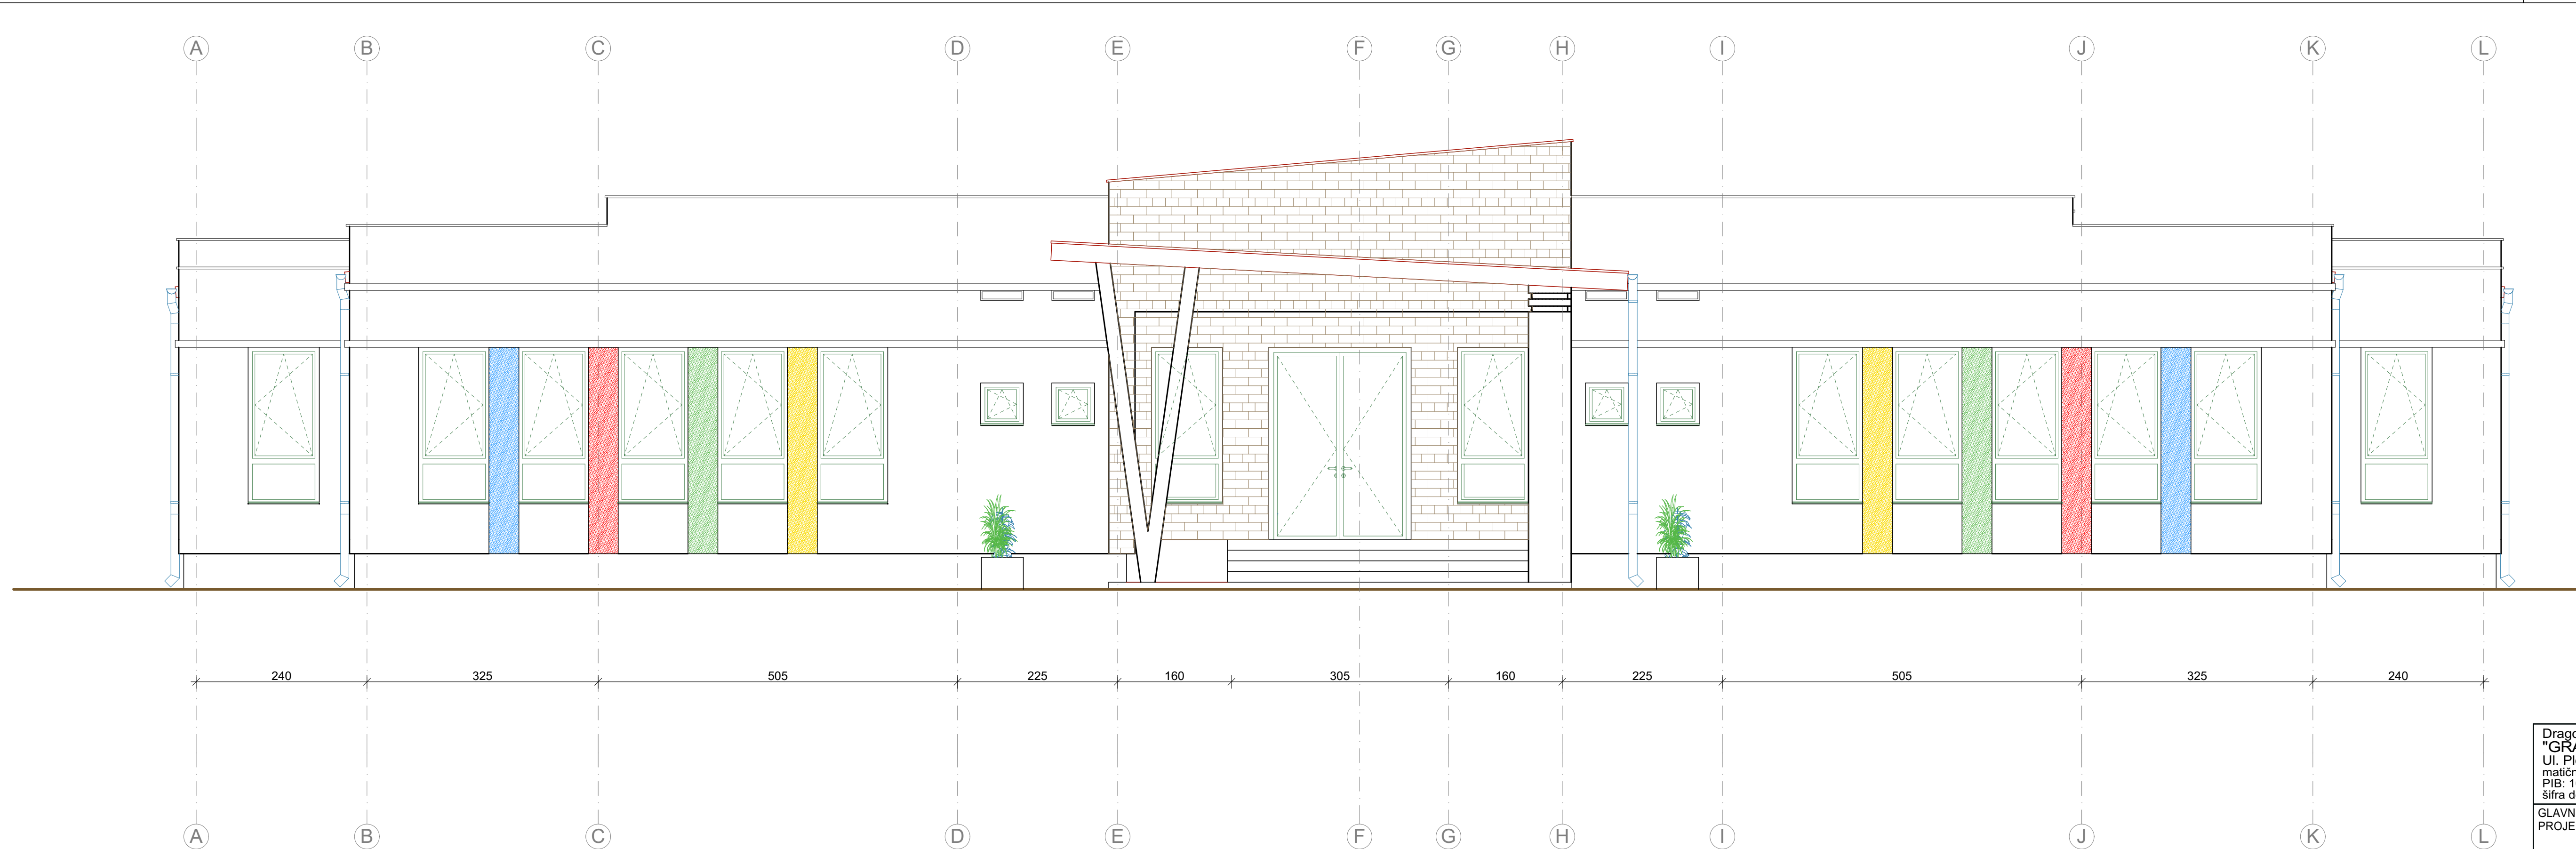 A B C D E F G H I J K L
240 325 505 225 160 305 160 225 505 325 240
Drago
"GRA
Ul. Pl
matičn
PIB: 1
šifra d
GLAVN
PROJE
A B C D E F G H I J K L